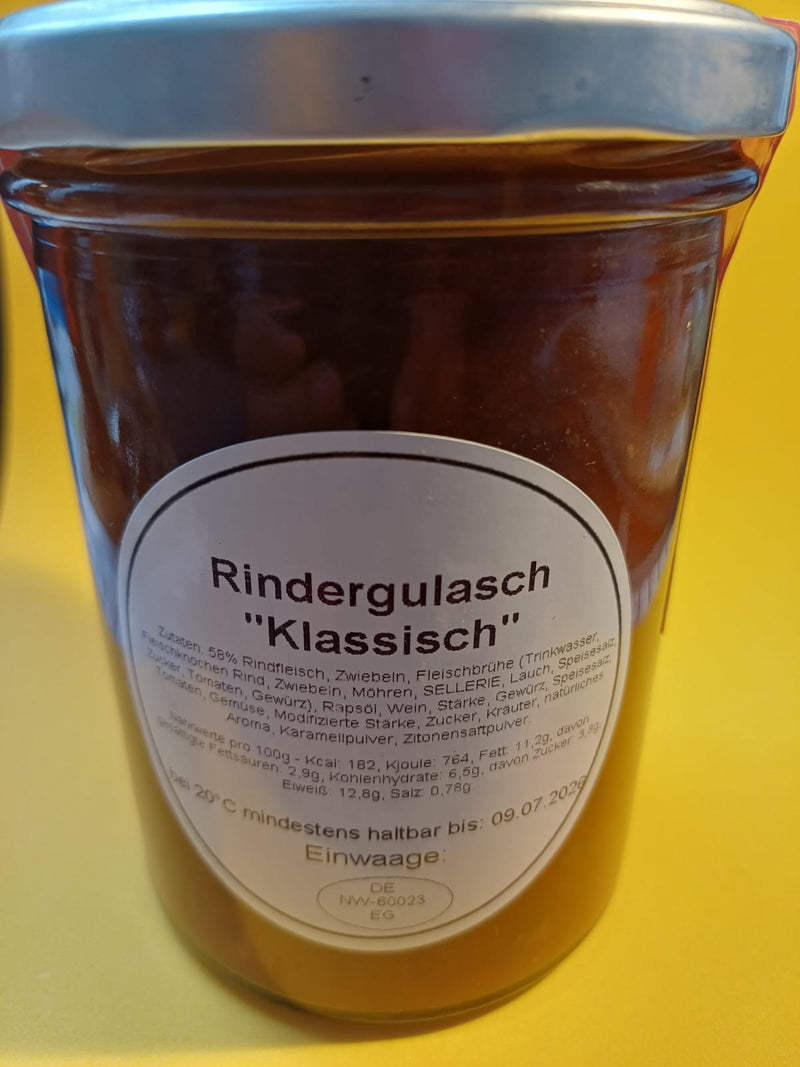 Rindergulasch
"Klassisch"
Zutaten. 58% Rindfleisch, Zwiebeln, Fleischbrühe (Trinkwasser,
Fleischknochen Rind, Zwiebeln, Möhren, SELLERIE, Lauch, Speisesalz,
Zucker, Tomaten, Gewürz), Rapsöl, Wein, Stärke, Gewürz, Speisesalz,
Tomaten, Gemüse, Modifizierte Stärke, Zucker, Kräuter, natürliches
Aroma, Karamellpulver, Zitonensaftpulver.
Nährwerte pro 100g - Kcal: 182, Kjoule: 764, Fett: 11,2g, davon
gesättigte Fettsäuren: 2,9g, Kohlenhydrate: 6,5g, davon Zucker: 3,8g,
Eiweiß: 12,8g, Salz: 0,78g.
bei 20°C mindestens haltbar bis: 09.07.2026
Einwaage:
DE
NW-60023
EG